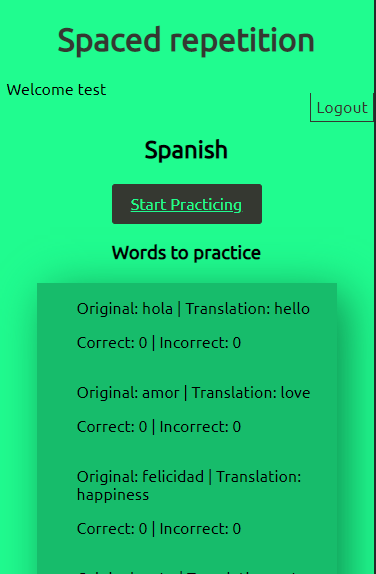 Spaced repetition
Welcome test
Logout
Spanish
Start Practicing
Words to practice
Original: hola | Translation: hello
Correct: 0 | Incorrect: 0
Original: amor | Translation: love
Correct: 0 | Incorrect: 0
Original: felicidad | Translation:
happiness
Correct: 0 | Incorrect: 0